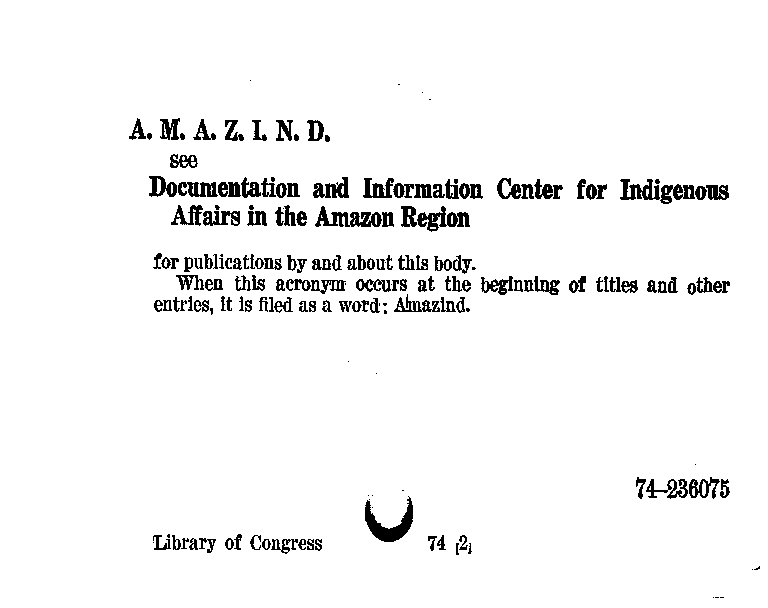 A. M. A. Z. I. N. D.
see
Documentation and Information Center for Indigenous
Affairs in the Amazon Region
for publications by and about this body.
When this acronym occurs at the beginning of titles and other
entries, it is filed as a word: Amazind.
74–236075
Library of Congress 74 [2]